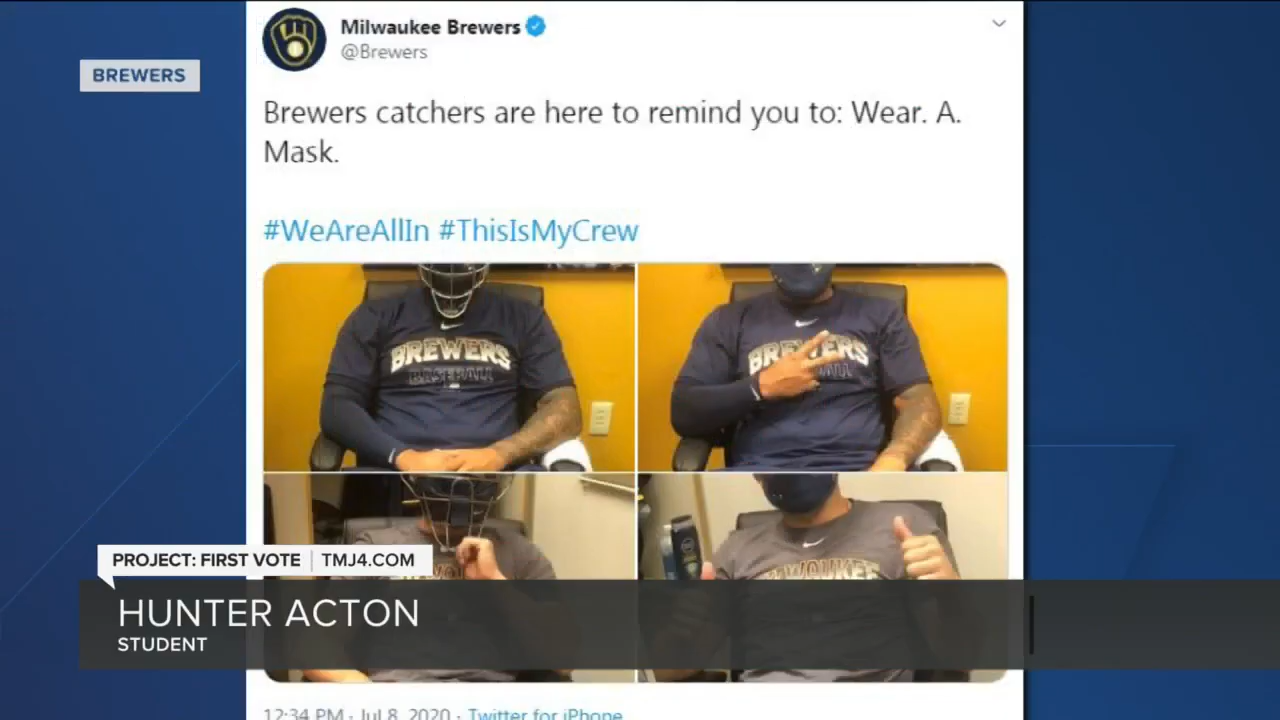 Milwaukee Brewers
@Brewers
BREWERS
Brewers catchers are here to remind you to: Wear. A.
Mask.
#WeAreAllIn #ThisIsMyCrew
BREWERS
BASEBALL
PROJECT: FIRST VOTE | TMJ4.COM
HUNTER ACTON
STUDENT
12:34 PM · Jul 8, 2020 · Twitter for iPhone